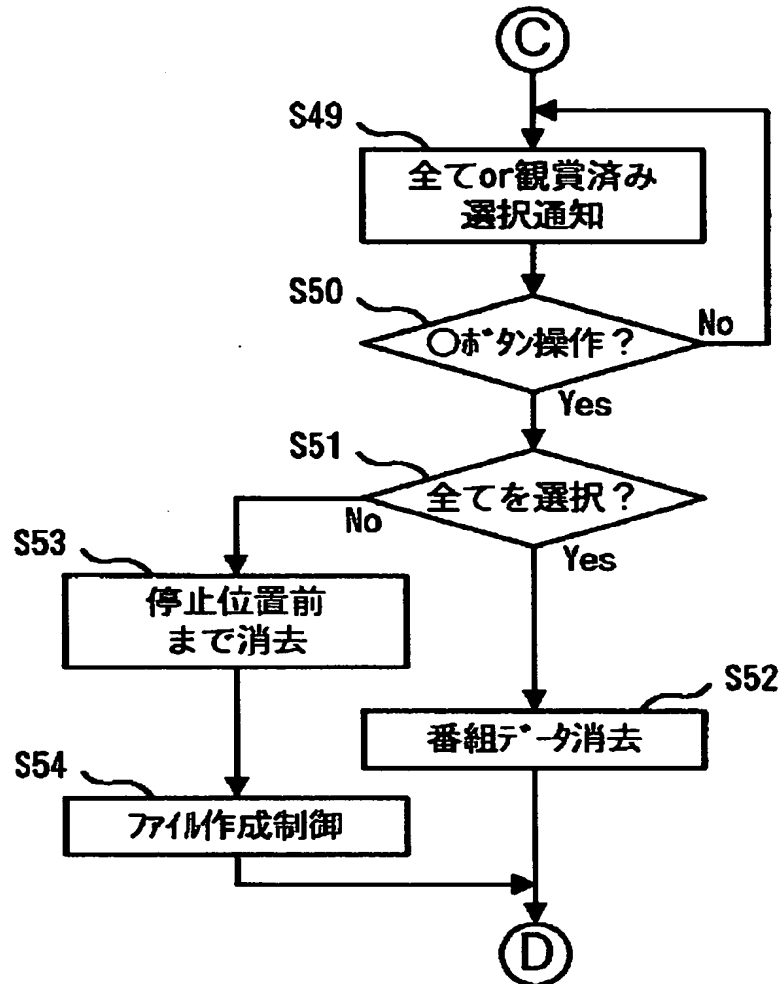 C
S49
全てor観賞済み
選択通知
S50
○ﾎﾞﾀﾝ操作？
No
Yes
S51
全てを選択？
No
Yes
S53
停止位置前
まで消去
S52
番組ﾃﾞｰﾀ消去
S54
ﾌｧｲﾙ作成制御
D